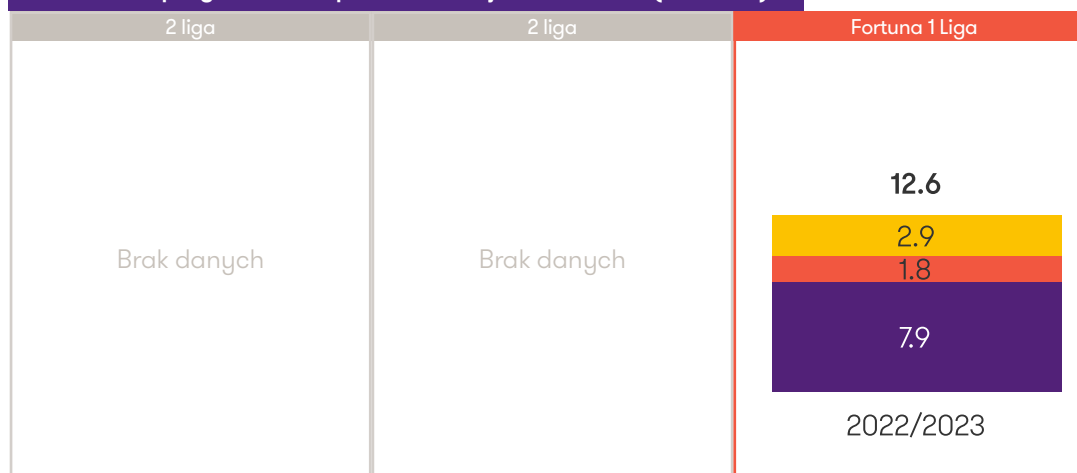 2 liga
2 liga
Fortuna 1 Liga
Brak danych
Brak danych
12.6
2.9
1.8
7.9
2022/2023